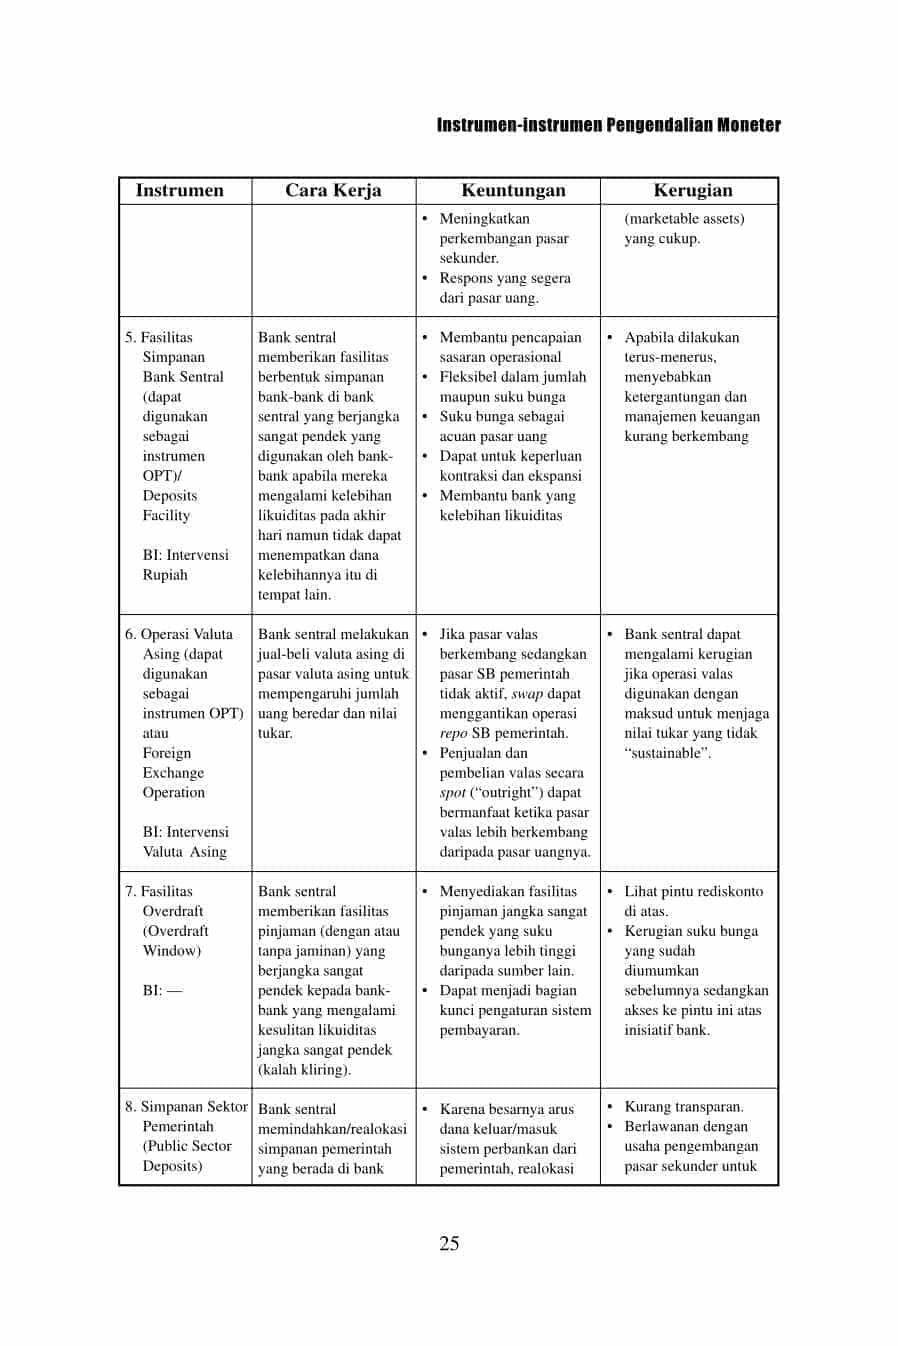 Instrumen-instrumen Pengendalian Moneter
Instrumen
Cara Kerja
Keuntungan
Kerugian
• Meningkatkan
perkembangan pasar
sekunder.
• Respons yang segera
dari pasar uang.
(marketable assets)
yang cukup.
5. Fasilitas
Simpanan
Bank Sentral
(dapat
digunakan
sebagai
instrumen
OPT)/
Deposits
Facility
BI: Intervensi
Rupiah
Bank sentral
memberikan fasilitas
berbentuk simpanan
bank-bank di bank
sentral yang berjangka
sangat pendek yang
digunakan oleh bank-
bank apabila mereka
mengalami kelebihan
likuiditas pada akhir
hari namun tidak dapat
menempatkan dana
kelebihannya itu di
tempat lain.
• Membantu pencapaian
sasaran operasional
• Fleksibel dalam jumlah
maupun suku bunga
• Suku bunga sebagai
acuan pasar uang
• Dapat untuk keperluan
kontraksi dan ekspansi
• Membantu bank yang
kelebihan likuiditas
• Apabila dilakukan
terus-menerus,
menyebabkan
ketergantungan dan
manajemen keuangan
kurang berkembang
6. Operasi Valuta
Asing (dapat
digunakan
sebagai
instrumen OPT)
atau
Foreign
Exchange
Operation
BI: Intervensi
Valuta Asing
Bank sentral melakukan
jual-beli valuta asing di
pasar valuta asing untuk
mempengaruhi jumlah
uang beredar dan nilai
tukar.
• Jika pasar valas
berkembang sedangkan
pasar SB pemerintah
tidak aktif, swap dapat
menggantikan operasi
repo SB pemerintah.
• Penjualan dan
pembelian valas secara
spot (“outright”) dapat
bermanfaat ketika pasar
valas lebih berkembang
daripada pasar uangnya.
• Bank sentral dapat
mengalami kerugian
jika operasi valas
digunakan dengan
maksud untuk menjaga
nilai tukar yang tidak
“sustainable”.
7. Fasilitas
Overdraft
(Overdraft
Window)
BI: —
Bank sentral
memberikan fasilitas
pinjaman (dengan atau
tanpa jaminan) yang
berjangka sangat
pendek kepada bank-
bank yang mengalami
kesulitan likuiditas
jangka sangat pendek
(kalah kliring).
• Menyediakan fasilitas
pinjaman jangka sangat
pendek yang suku
bunganya lebih tinggi
daripada sumber lain.
• Dapat menjadi bagian
kunci pengaturan sistem
pembayaran.
• Lihat pintu rediskonto
di atas.
• Kerugian suku bunga
yang sudah
diumumkan
sebelumnya sedangkan
akses ke pintu ini atas
inisiatif bank.
8. Simpanan Sektor
Pemerintah
(Public Sector
Deposits)
Bank sentral
memindahkan/realokasi
simpanan pemerintah
yang berada di bank
• Karena besarnya arus
dana keluar/masuk
sistem perbankan dari
pemerintah, realokasi
• Kurang transparan.
• Berlawanan dengan
usaha pengembangan
pasar sekunder untuk
25